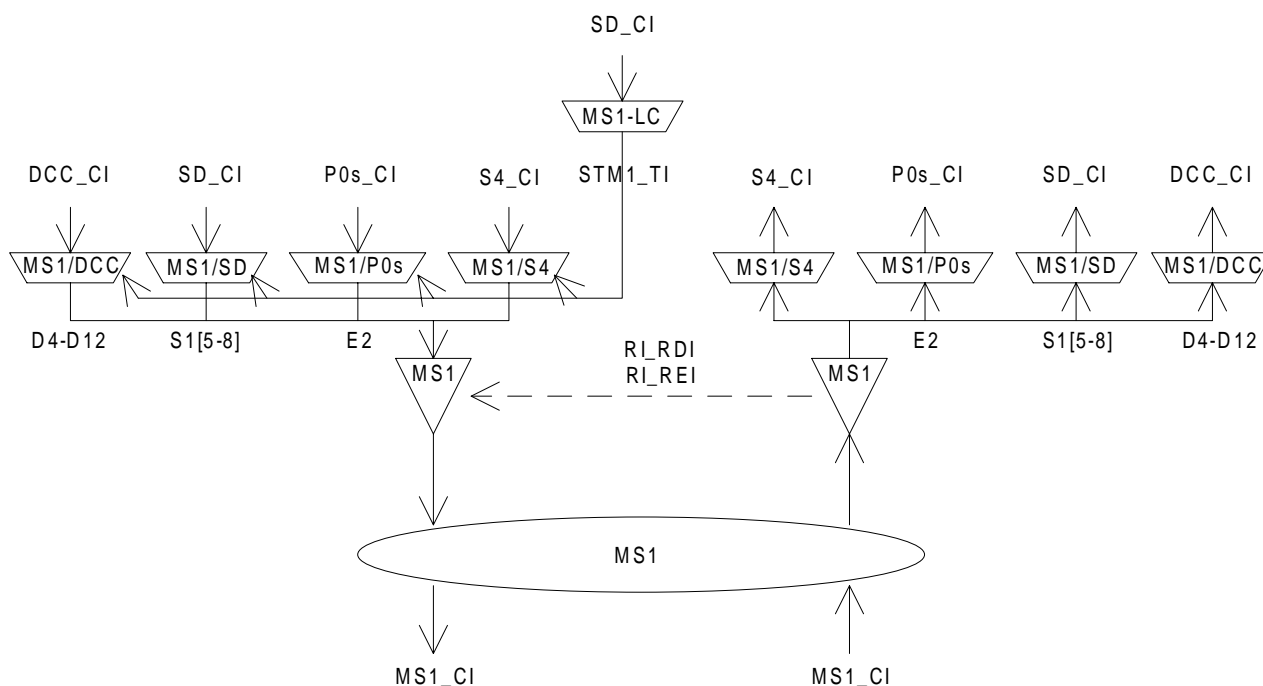 SD_CI
MS1-LC
DCC_CI SD_CI P0s_CI S4_CI STM1_TI S4_CI P0s_CI SD_CI DCC_CI
MS1/DCC MS1/SD MS1/P0s MS1/S4 MS1/S4 MS1/P0s MS1/SD MS1/DCC
D4-D12 S1[5-8] E2 E2 S1[5-8] D4-D12
RI_RDI
RI_REI
MS1 MS1
MS1
MS1_CI MS1_CI